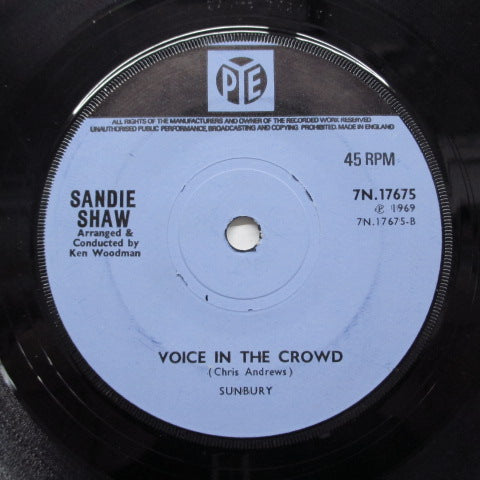 PYE
ALL RIGHTS OF THE MANUFACTURERS AND OWNER OF THE RECORDED WORK RESERVED
UNAUTHORISED PUBLIC PERFORMANCE, BROADCASTING AND COPYING PROHIBITED. MADE IN ENGLAND
45 RPM
SANDIE
SHAW
Arranged &
Conducted by
Ken Woodman
7N.17675
℗ 1969
7N.17675-B
VOICE IN THE CROWD
(Chris Andrews)
SUNBURY